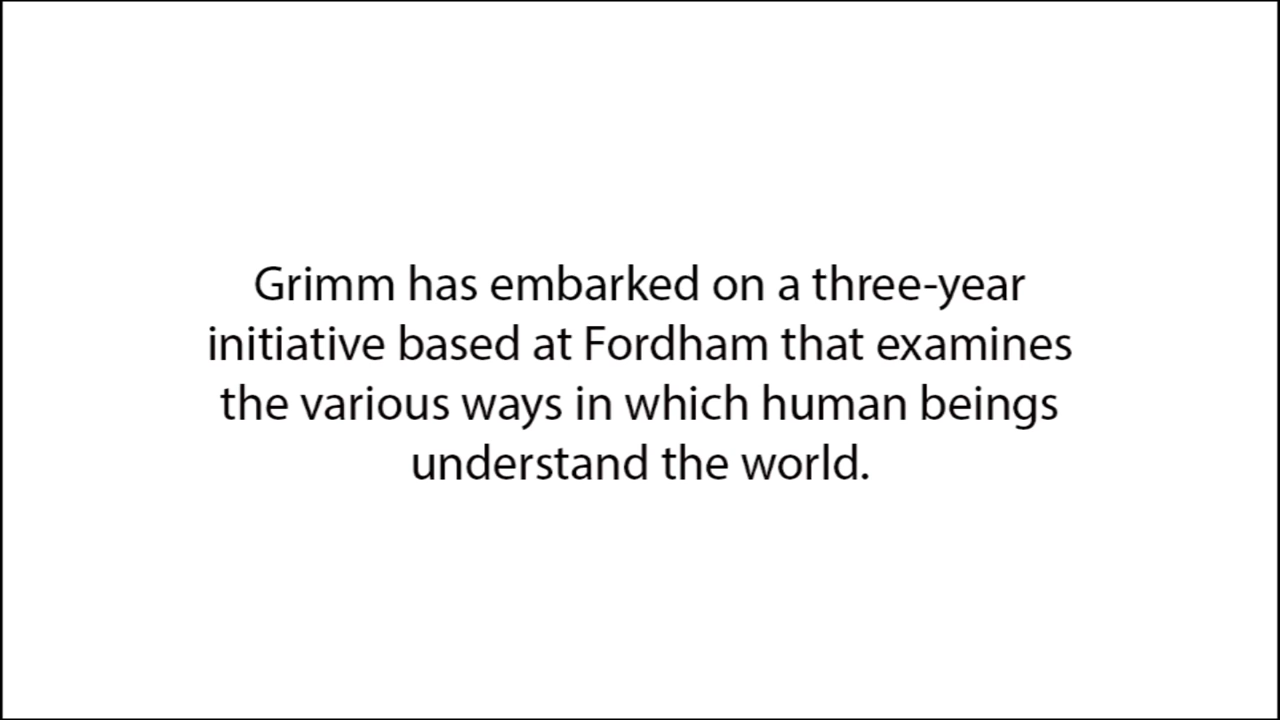 Grimm has embarked on a three-year
initiative based at Fordham that examines
the various ways in which human beings
understand the world.